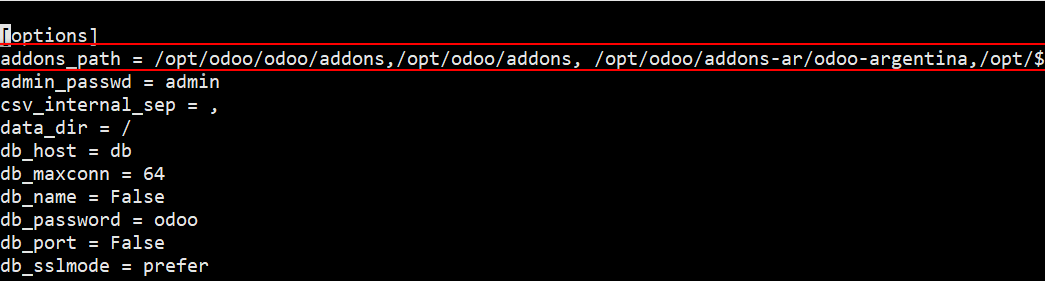 [options]
addons_path = /opt/odoo/odoo/addons,/opt/odoo/addons, /opt/odoo/addons-ar/odoo-argentina,/opt/$
admin_passwd = admin
csv_internal_sep = ,
data_dir = /
db_host = db
db_maxconn = 64
db_name = False
db_password = odoo
db_port = False
db_sslmode = prefer